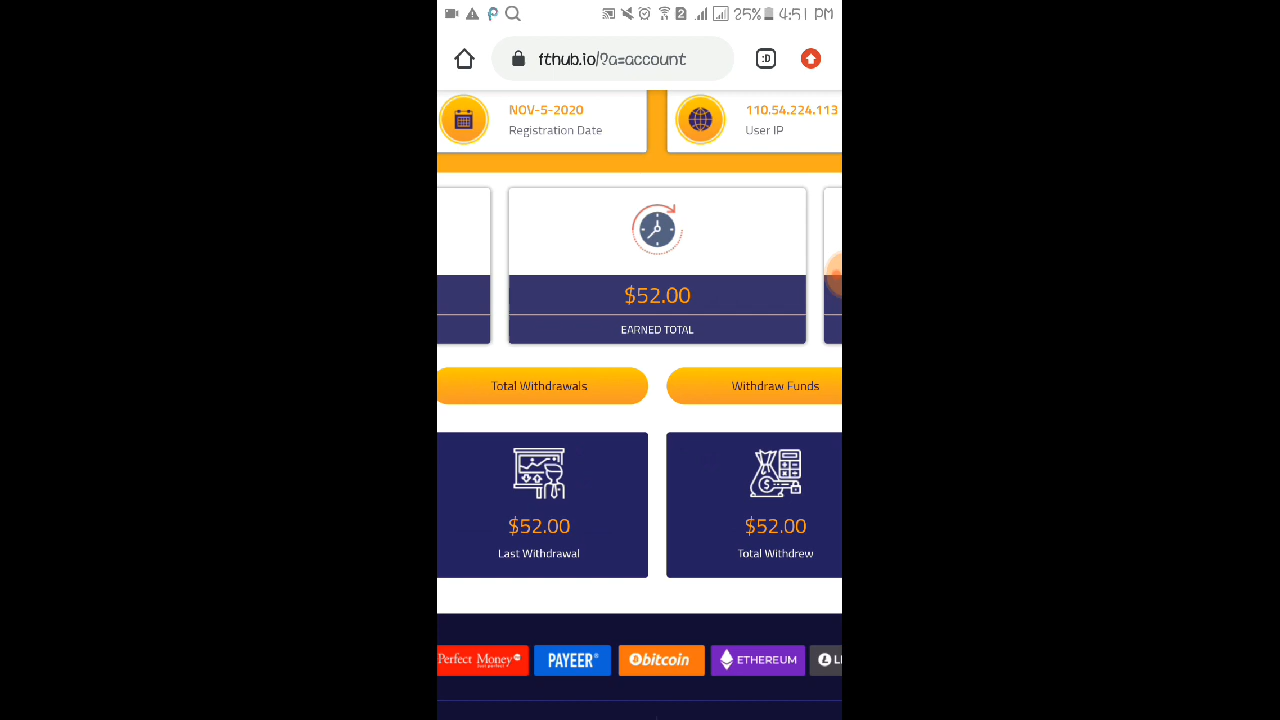 2 25% 4:51 PM
fthub.io/?a=account :D
NOV-5-2020
Registration Date
110.54.224.113
User IP
$52.00
EARNED TOTAL
Total Withdrawals
Withdraw Funds
$52.00
Last Withdrawal
$52.00
Total Withdrew
Perfect Money
PAYEER®
bitcoin
ETHEREUM